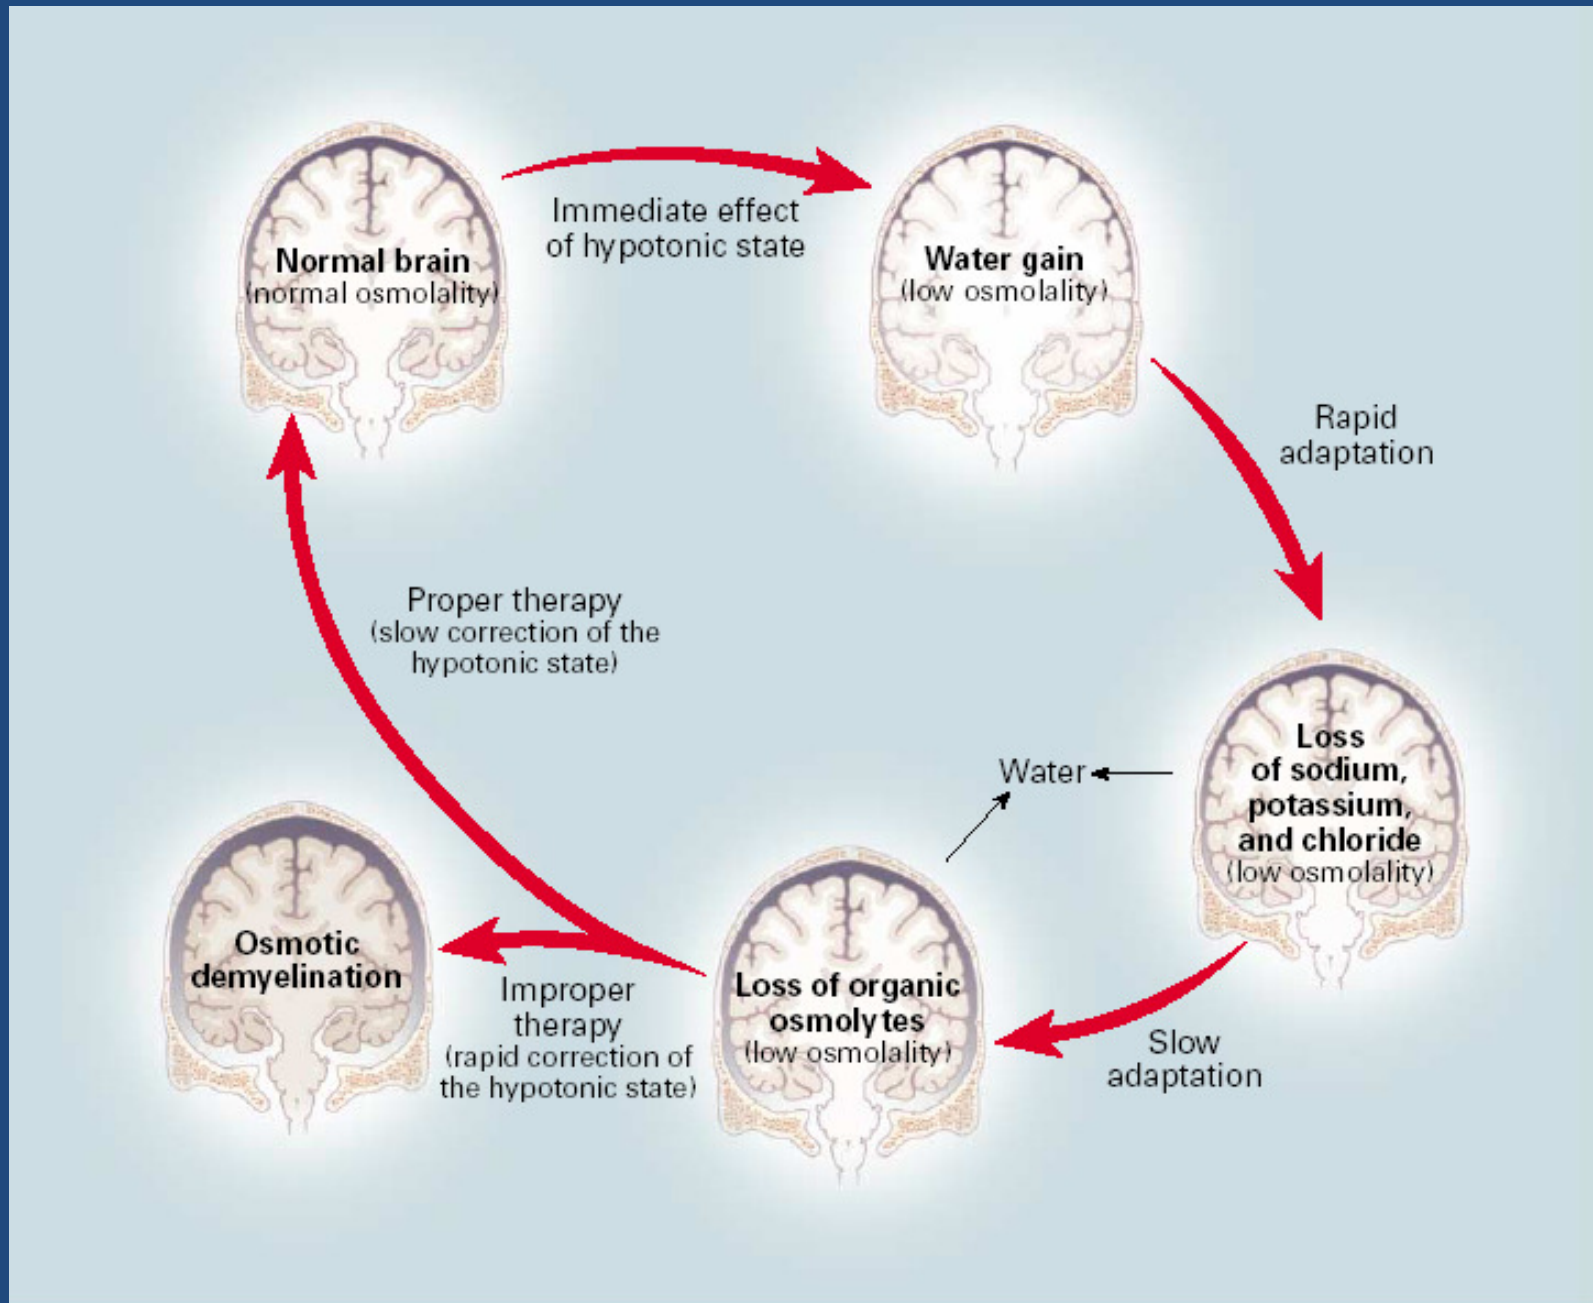 Normal brain
(normal osmolality)
Immediate effect
of hypotonic state
Water gain
(low osmolality)
Rapid
adaptation
Loss
of sodium,
potassium,
and chloride
(low osmolality)
Water
Slow
adaptation
Loss of organic
osmolytes
(low osmolality)
Proper therapy
(slow correction of the
hypotonic state)
Improper
therapy
(rapid correction of
the hypotonic state)
Osmotic
demyelination